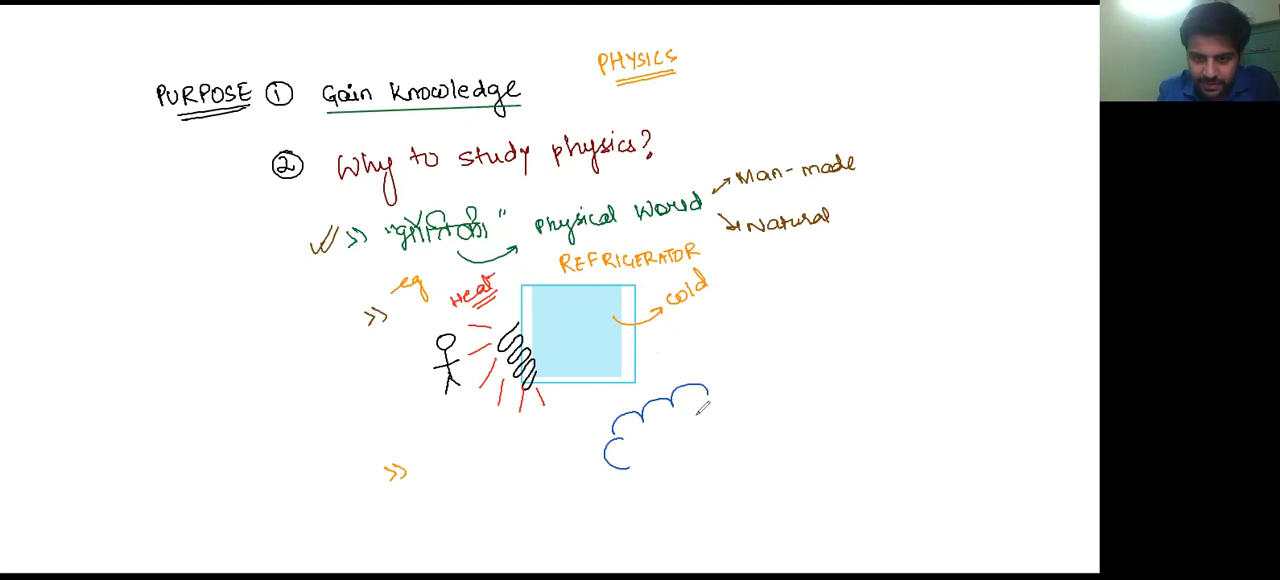 PHYSICS
PURPOSE ① Gain Knowledge
② Why to study physics?
>> " " Physical World
Man-made
Natural
eg
REFRIGERATOR
Heat
cold
>>
>>